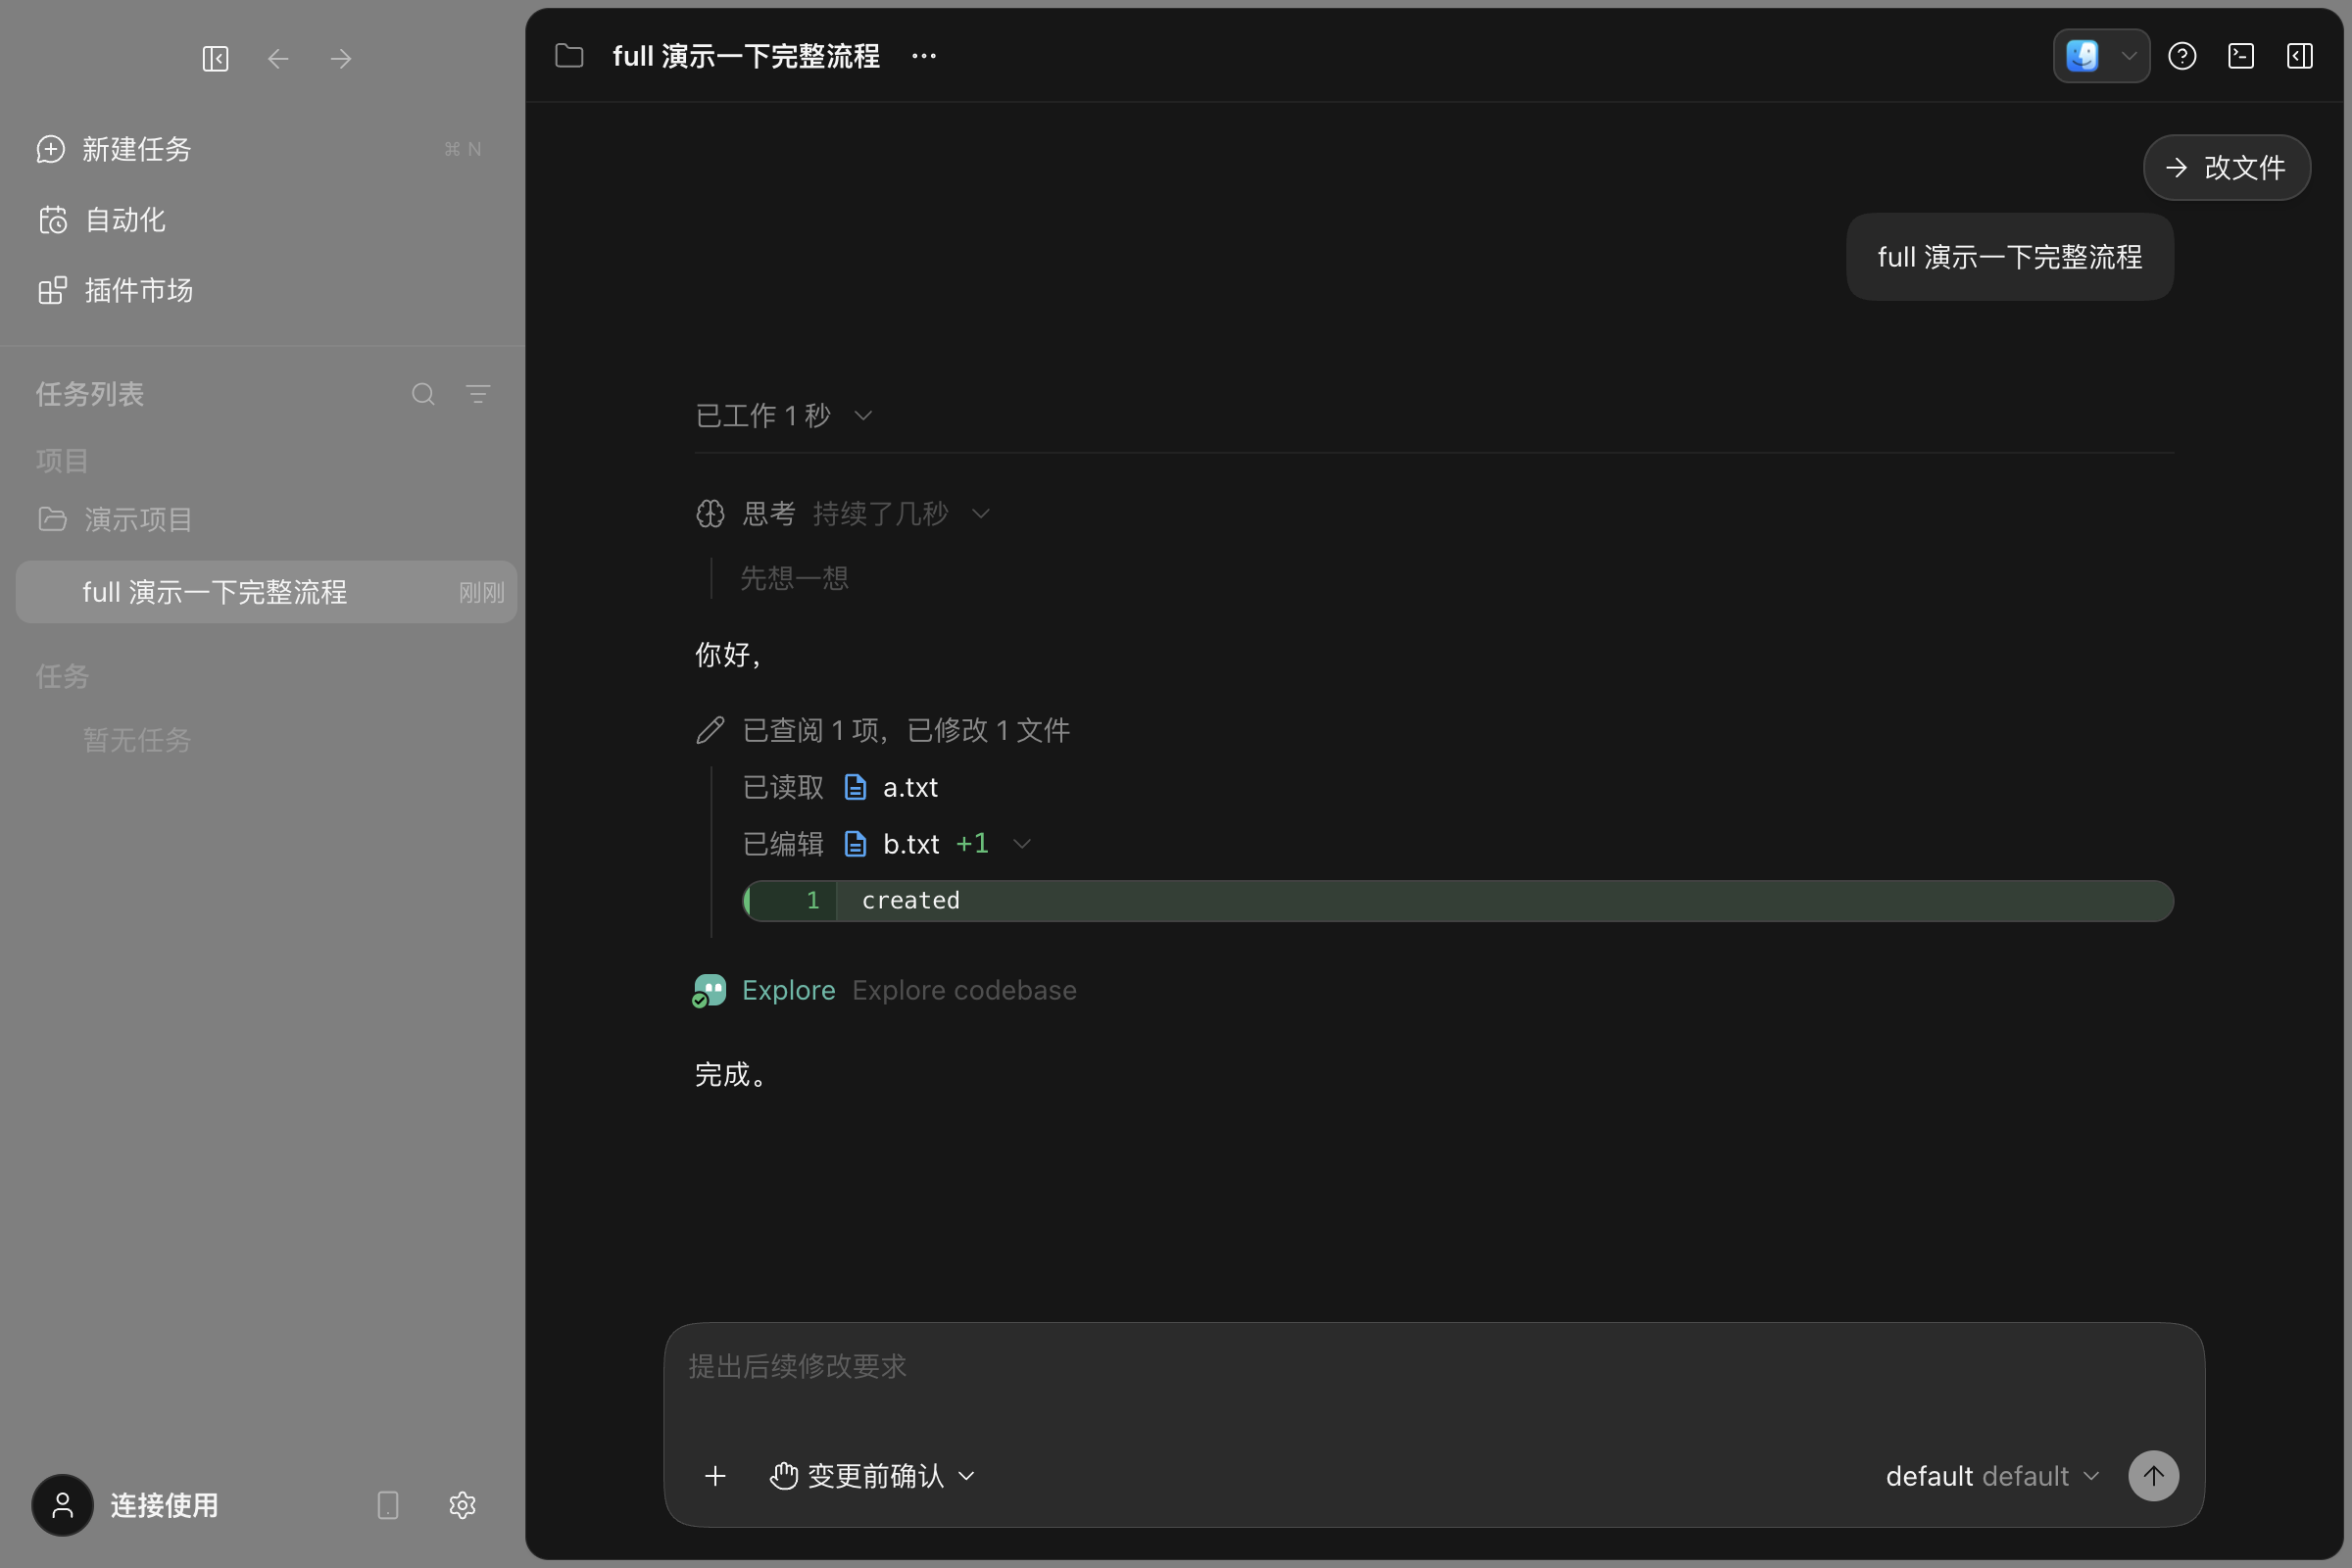 新建任务 ⌘ N
自动化
插件市场
任务列表
项目
演示项目
full 演示一下完整流程 刚刚
任务
暂无任务
连接使用
full 演示一下完整流程
改文件
full 演示一下完整流程
已工作 1 秒
思考 持续了几秒
先想一想
你好，
已查阅 1 项，已修改 1 文件
已读取 a.txt
已编辑 b.txt +1
1 created
Explore Explore codebase
完成。
提出后续修改要求
变更前确认
default default